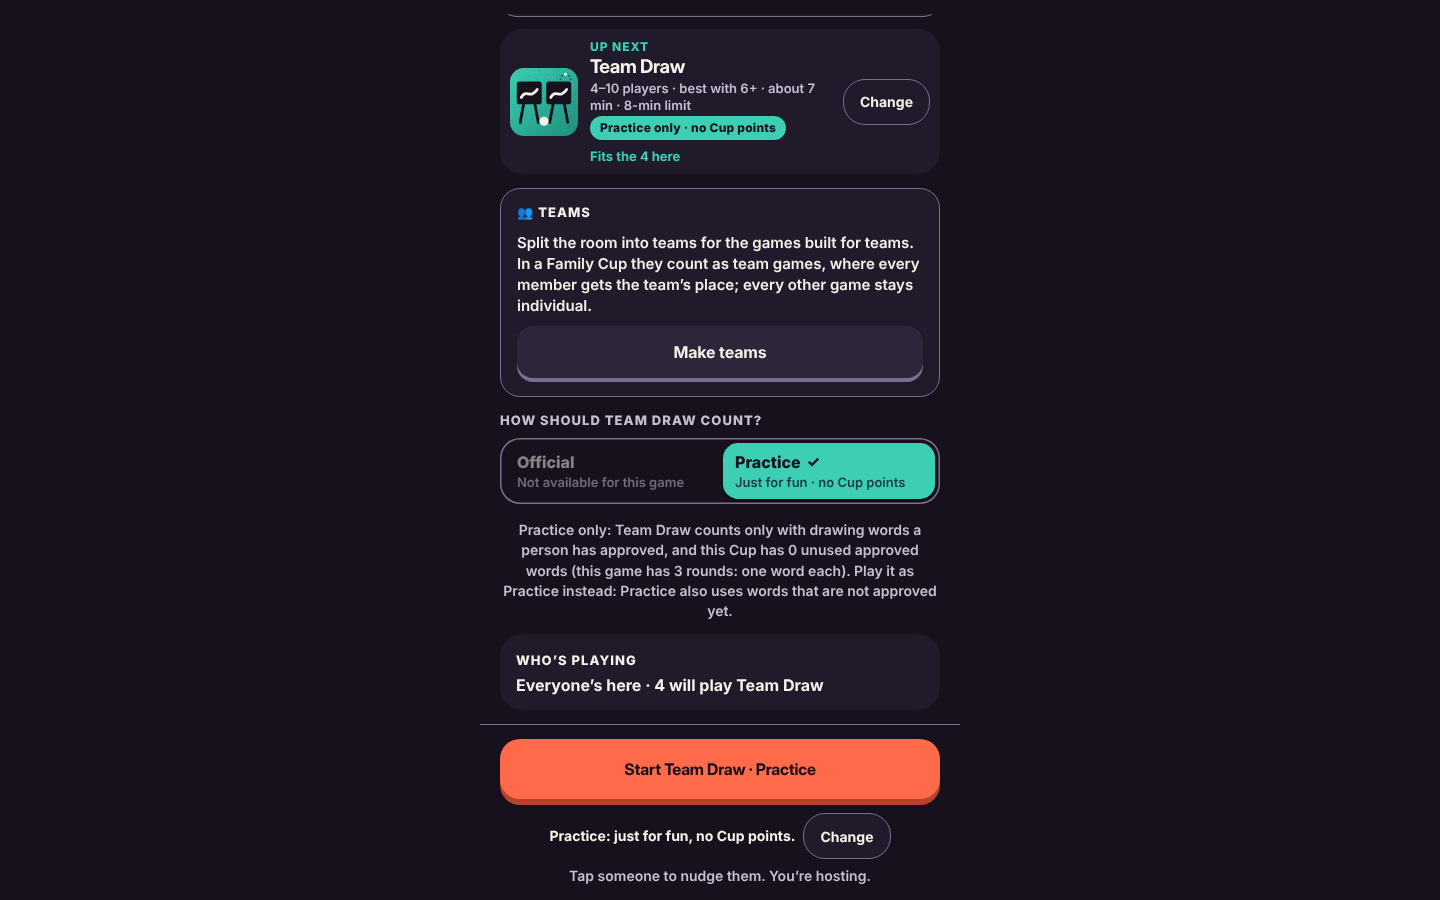 UP NEXT
Team Draw
4–10 players · best with 6+ · about 7
min · 8-min limit
Practice only · no Cup points
Fits the 4 here
Change
👥 TEAMS
Split the room into teams for the games built for teams.
In a Family Cup they count as team games, where every
member gets the team’s place; every other game stays
individual.
Make teams
HOW SHOULD TEAM DRAW COUNT?
Official
Not available for this game
Practice ✓
Just for fun · no Cup points
Practice only: Team Draw counts only with drawing words a
person has approved, and this Cup has 0 unused approved
words (this game has 3 rounds: one word each). Play it as
Practice instead: Practice also uses words that are not approved
yet.
WHO’S PLAYING
Everyone’s here · 4 will play Team Draw
Start Team Draw · Practice
Practice: just for fun, no Cup points.
Change
Tap someone to nudge them. You’re hosting.